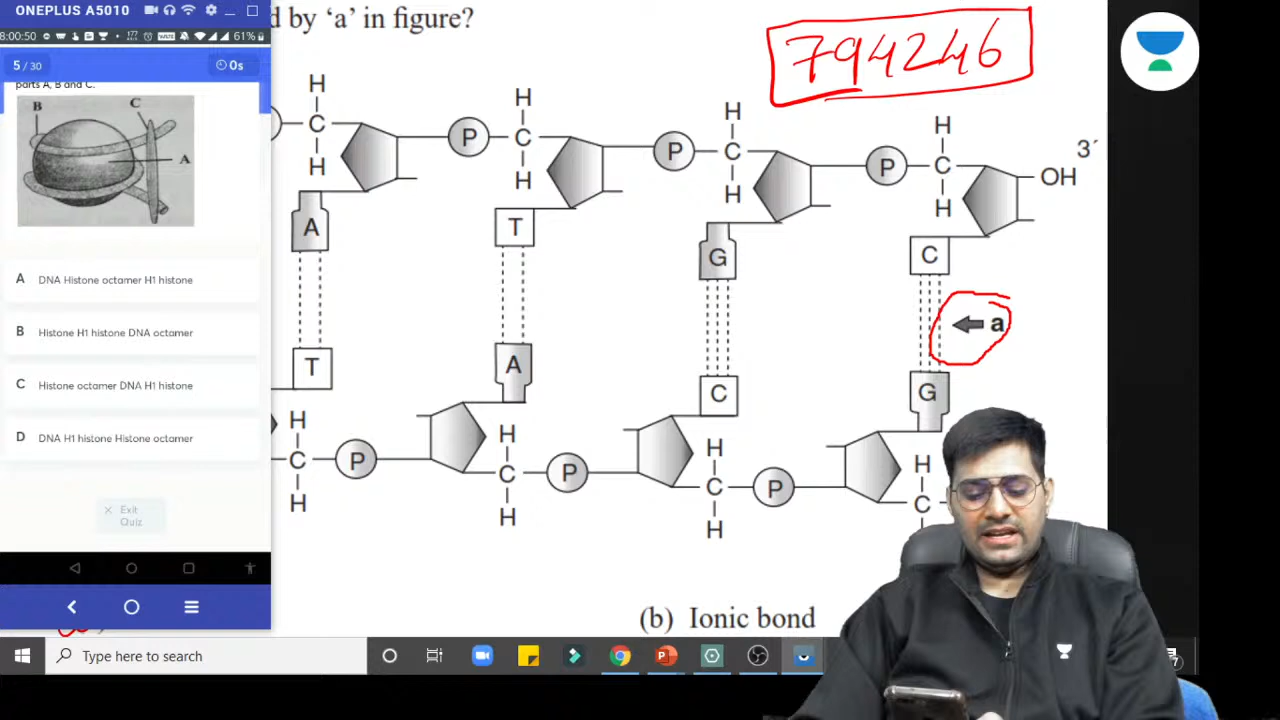 ONEPLUS A5010
8:00:50
61%
5 / 30
0s
parts A, B and C.
B
C
A
A DNA Histone octamer H1 histone
B Histone H1 histone DNA octamer
C Histone octamer DNA H1 histone
D DNA H1 histone Histone octamer
Exit
Quiz
d by ‘a’ in figure?
794246
H H H H
C P C P C P C 3´
H H H H OH
A T G C
a
T A C G
H H H H
C P C P C P C
H H H
(b) Ionic bond
Type here to search